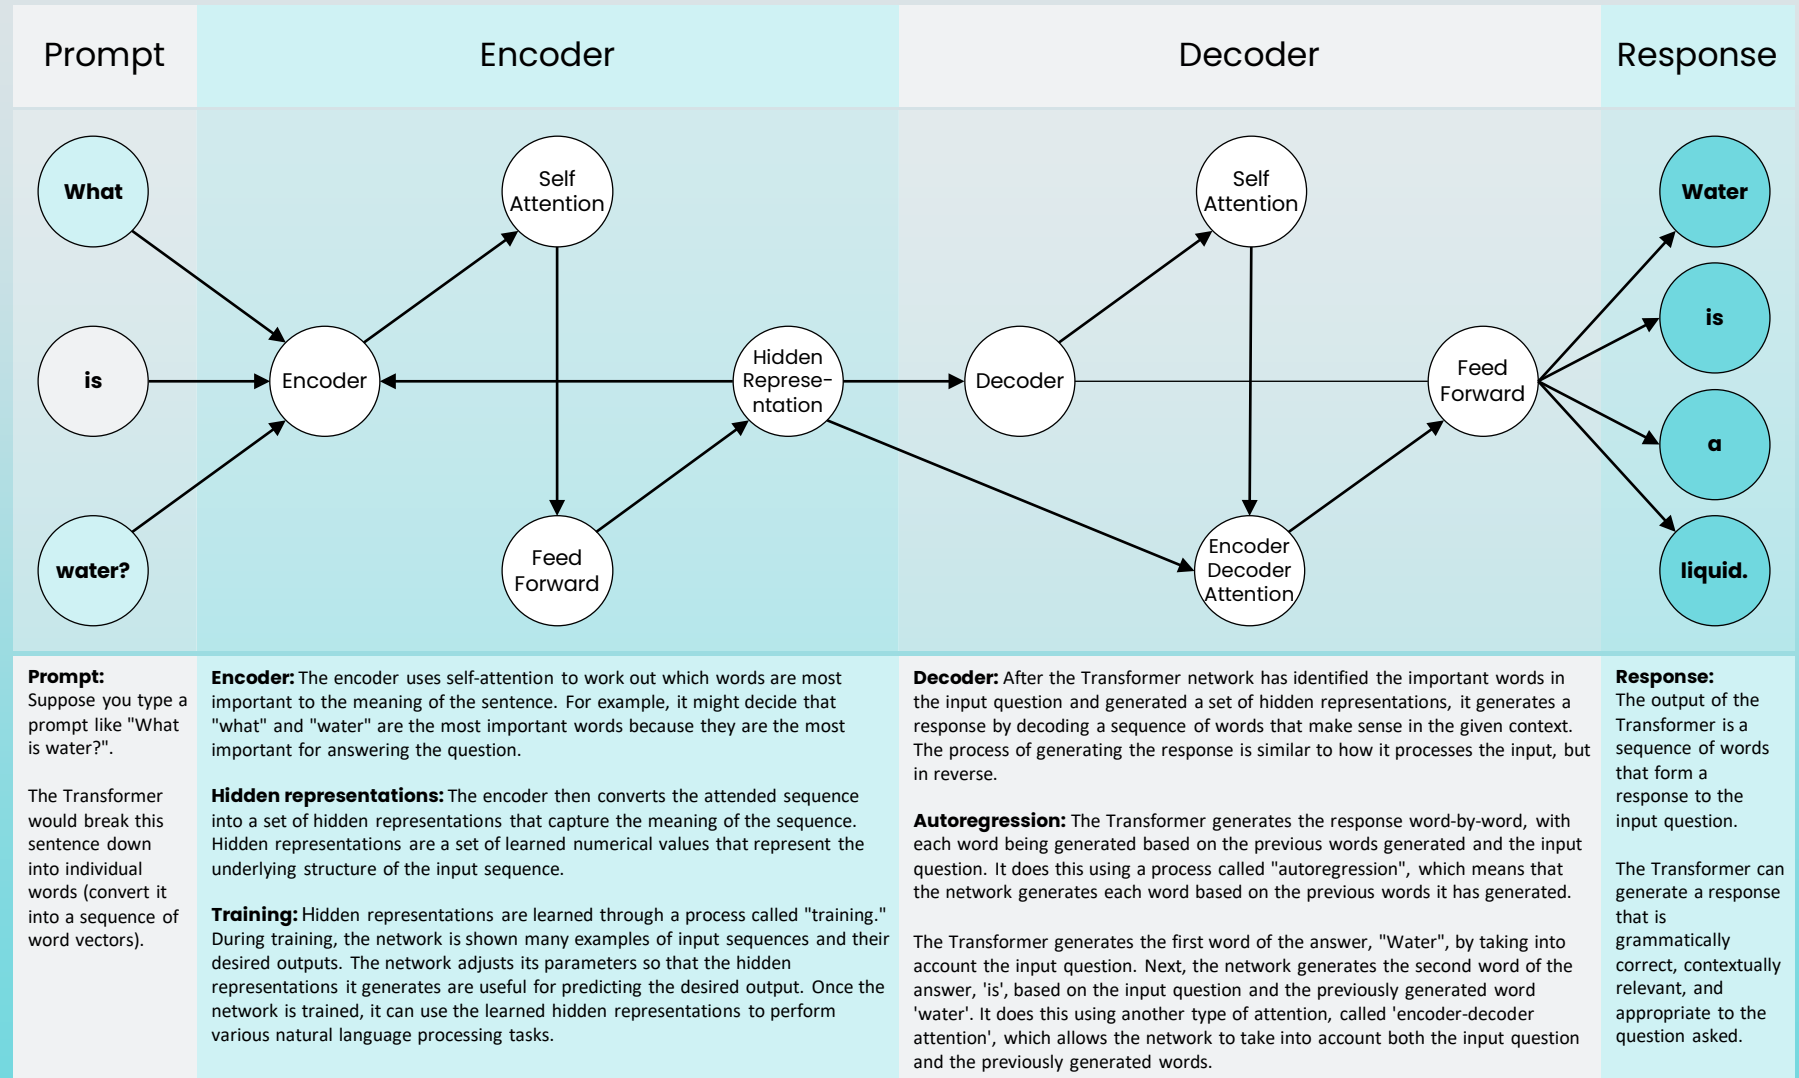 Prompt
Encoder
Decoder
Response
What
is
water?
Encoder
Self
Attention
Feed
Forward
Hidden
Represe-
ntation
Decoder
Self
Attention
Encoder
Decoder
Attention
Feed
Forward
Water
is
a
liquid.
Prompt:
Suppose you type a
prompt like "What
is water?".
The Transformer
would break this
sentence down
into individual
words (convert it
into a sequence of
word vectors).
Encoder: The encoder uses self-attention to work out which words are most
important to the meaning of the sentence. For example, it might decide that
"what" and "water" are the most important words because they are the most
important for answering the question.
Hidden representations: The encoder then converts the attended sequence
into a set of hidden representations that capture the meaning of the sequence.
Hidden representations are a set of learned numerical values that represent the
underlying structure of the input sequence.
Training: Hidden representations are learned through a process called "training."
During training, the network is shown many examples of input sequences and their
desired outputs. The network adjusts its parameters so that the hidden
representations it generates are useful for predicting the desired output. Once the
network is trained, it can use the learned hidden representations to perform
various natural language processing tasks.
Decoder: After the Transformer network has identified the important words in
the input question and generated a set of hidden representations, it generates a
response by decoding a sequence of words that make sense in the given context.
The process of generating the response is similar to how it processes the input, but
in reverse.
Autoregression: The Transformer generates the response word-by-word, with
each word being generated based on the previous words generated and the input
question. It does this using a process called "autoregression", which means that
the network generates each word based on the previous words it has generated.
The Transformer generates the first word of the answer, "Water", by taking into
account the input question. Next, the network generates the second word of the
answer, 'is', based on the input question and the previously generated word
'water'. It does this using another type of attention, called 'encoder-decoder
attention', which allows the network to take into account both the input question
and the previously generated words.
Response:
The output of the
Transformer is a
sequence of words
that form a
response to the
input question.
The Transformer can
generate a response
that is
grammatically
correct, contextually
relevant, and
appropriate to the
question asked.